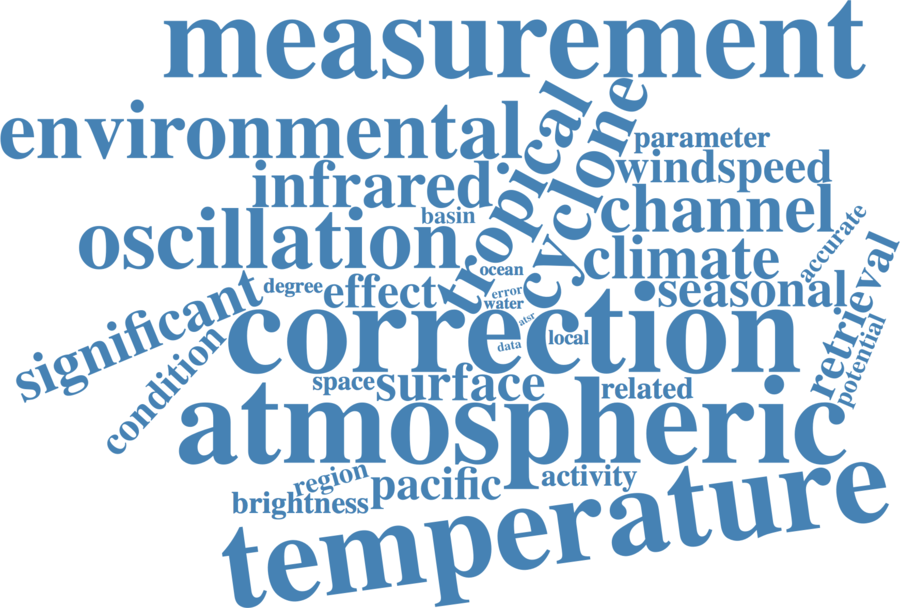 measurement
environmental
tropical
cyclone
parameter
infrared
windspeed
basin
channel
oscillation
accurate
ocean
climate
retrieval
degree
effect
error
water
seasonal
significant
correction
atsr
data
local
condition
potential
space
surface
related
atmospheric
region
brightness
pacific
activity
temperature